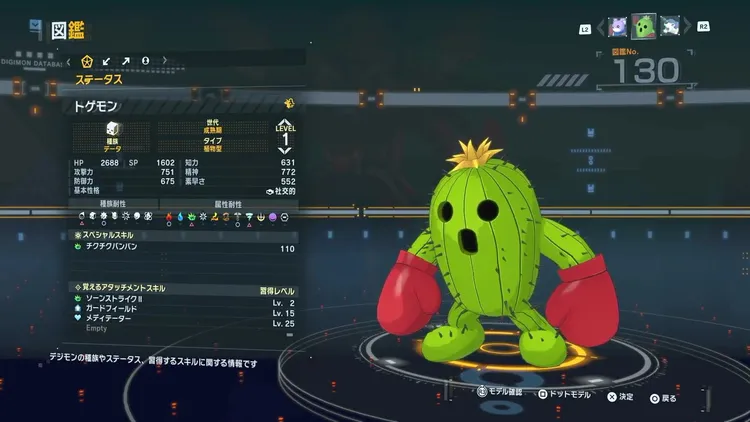 図鑑
L2
R2
DIGIMON DATABA
図鑑No.
130
ステータス
トゲモン
種族
データ
世代
成熟期
タイプ
植物型
LEVEL
1
HP 2688 SP 1602 知力 631
攻撃力 751 精神 772
防御力 675 素早さ 552
基本性格 社交的
種族耐性 属性耐性
スペシャルスキル
チクチクバンバン 110
覚えるアタッチメントスキル 習得レベル
ソーンストライクII Lv. 2
ガードフィールド Lv. 15
メディテーター Lv. 25
Empty
デジモンの種族やステータス、習得するスキルに関する情報です
R3 モデル確認 ドットモデル 決定 戻る